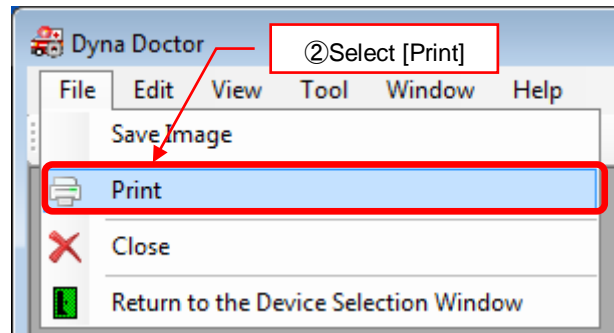 Dyna Doctor
②Select [Print]
File Edit View Tool Window Help
Save Image
Print
Close
Return to the Device Selection Window